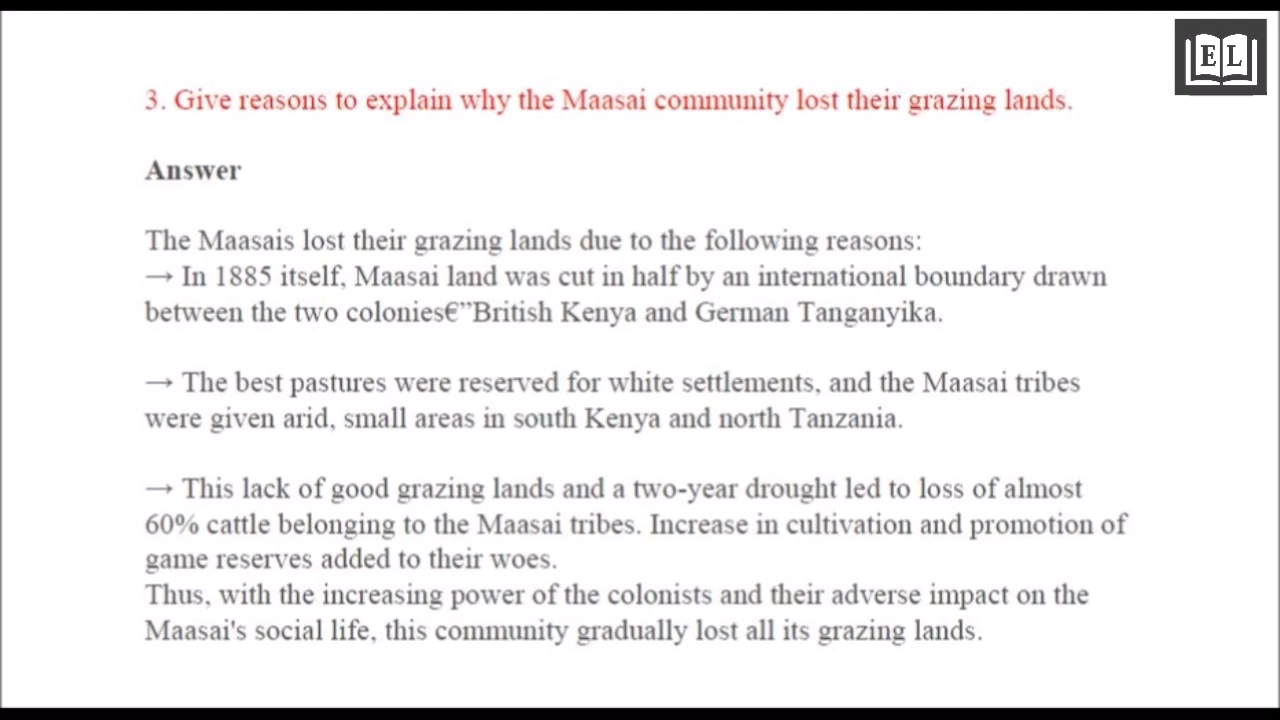 E L
3. Give reasons to explain why the Maasai community lost their grazing lands.
Answer
The Maasais lost their grazing lands due to the following reasons:
→ In 1885 itself, Maasai land was cut in half by an international boundary drawn
between the two colonies€”British Kenya and German Tanganyika.
→ The best pastures were reserved for white settlements, and the Maasai tribes
were given arid, small areas in south Kenya and north Tanzania.
→ This lack of good grazing lands and a two-year drought led to loss of almost
60% cattle belonging to the Maasai tribes. Increase in cultivation and promotion of
game reserves added to their woes.
Thus, with the increasing power of the colonists and their adverse impact on the
Maasai's social life, this community gradually lost all its grazing lands.